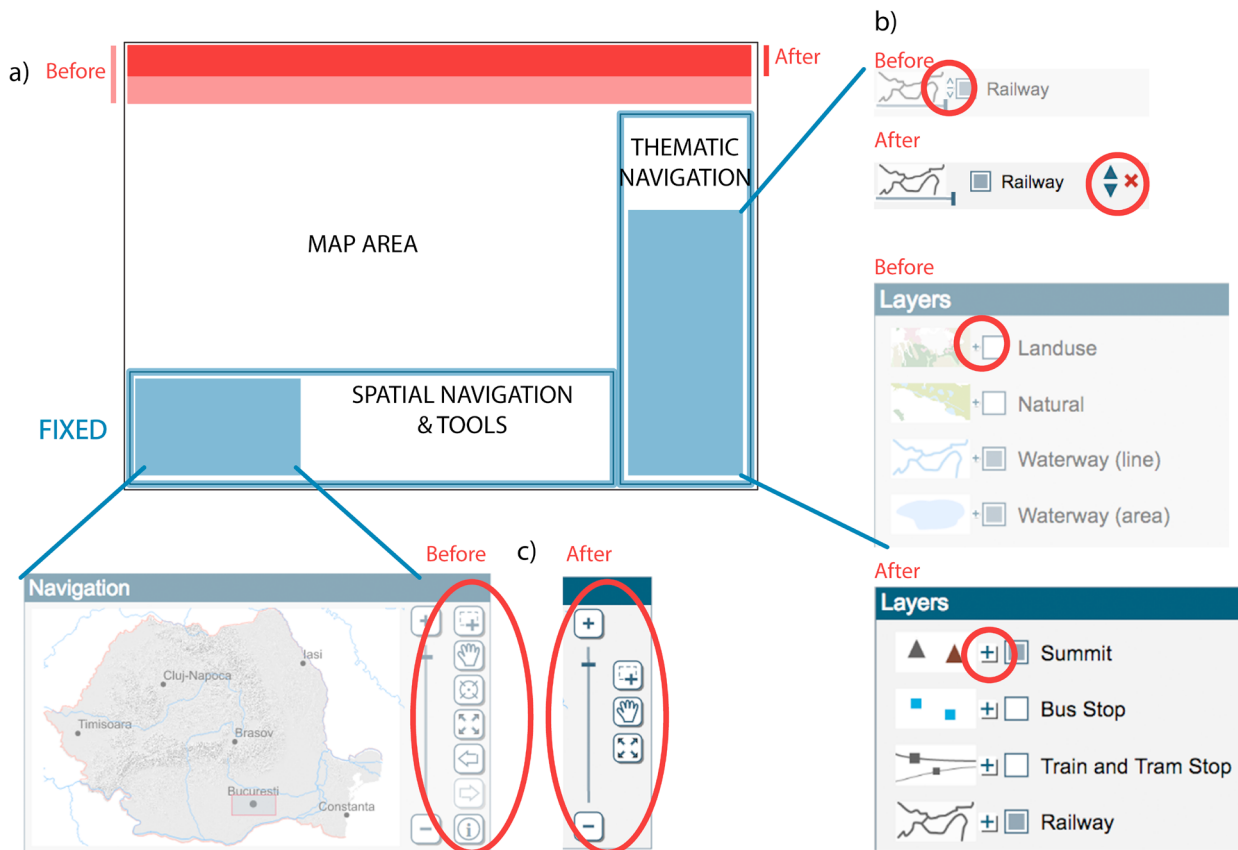 a)
Before
After
THEMATIC
NAVIGATION
MAP AREA
SPATIAL NAVIGATION
& TOOLS
FIXED
b)
Before
Railway
After
Railway
Before
Layers
Landuse
Natural
Waterway (line)
Waterway (area)
After
Layers
Summit
Bus Stop
Train and Tram Stop
Railway
c)
Before
After
Navigation
Iasi
Cluj-Napoca
Timisoara
Brasov
Bucuresti
Constanta